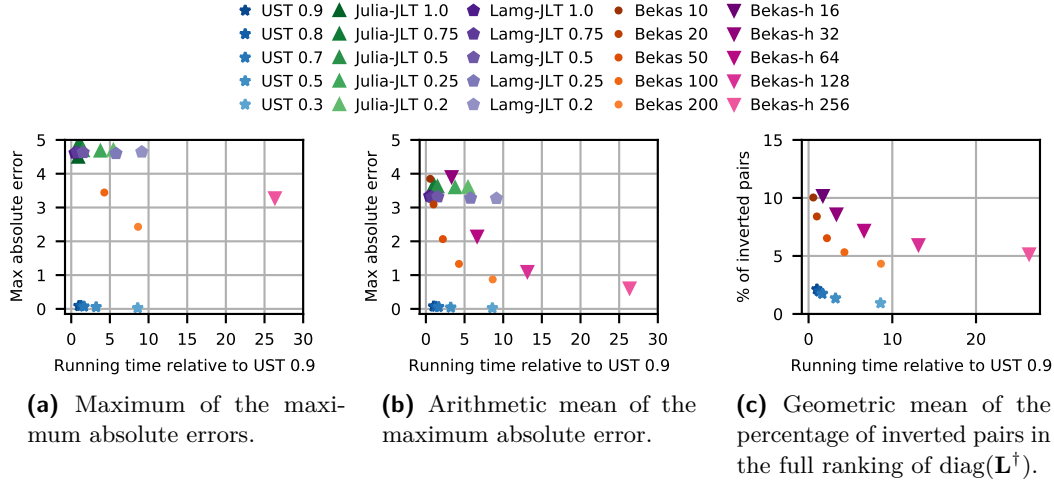 UST 0.9 Julia-JLT 1.0 Lamg-JLT 1.0 Bekas 10 Bekas-h 16
UST 0.8 Julia-JLT 0.75 Lamg-JLT 0.75 Bekas 20 Bekas-h 32
UST 0.7 Julia-JLT 0.5 Lamg-JLT 0.5 Bekas 50 Bekas-h 64
UST 0.5 Julia-JLT 0.25 Lamg-JLT 0.25 Bekas 100 Bekas-h 128
UST 0.3 Julia-JLT 0.2 Lamg-JLT 0.2 Bekas 200 Bekas-h 256
Max absolute error
5
4
3
2
1
0
0 5 10 15 20 25 30
Running time relative to UST 0.9
(a) Maximum of the maxi-
mum absolute errors.
Max absolute error
5
4
3
2
1
0
0 5 10 15 20 25 30
Running time relative to UST 0.9
(b) Arithmetic mean of the
maximum absolute error.
% of inverted pairs
15
10
5
0
0 10 20
Running time relative to UST 0.9
(c) Geometric mean of the
percentage of inverted pairs in
the full ranking of diag(L†).